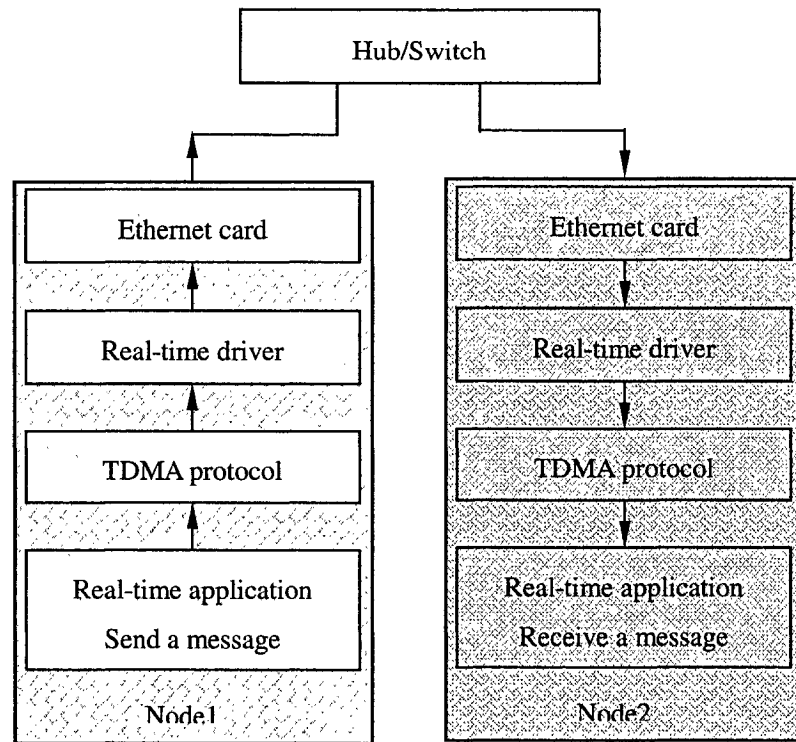 Hub/Switch
Ethernet card
Real-time driver
TDMA protocol
Real-time application
Send a message
Node1
Ethernet card
Real-time driver
TDMA protocol
Real-time application
Receive a message
Node2